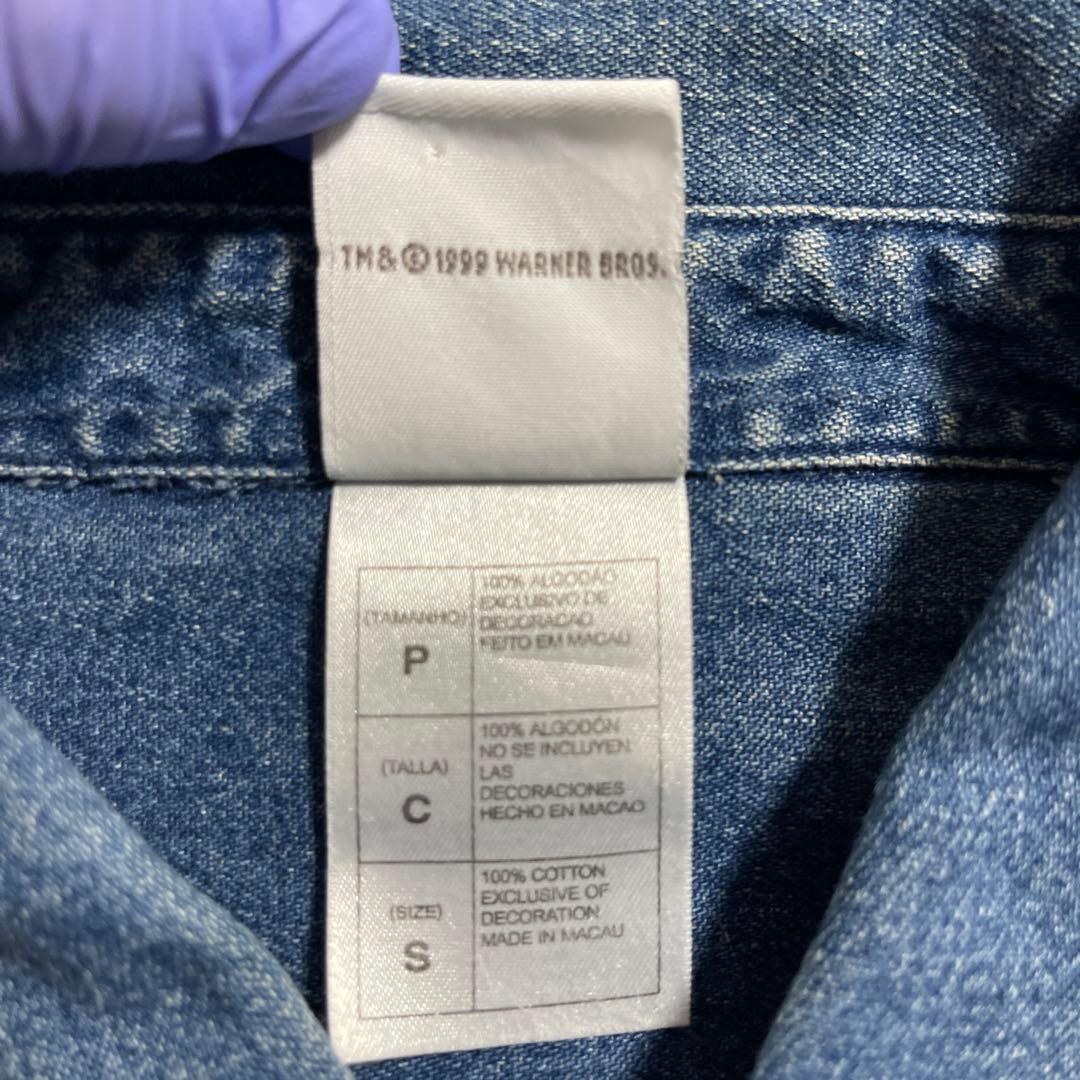 TM & © 1999 WARNER BROS.
(TAMANHO)
P
100% ALGODÃO
EXCLUSIVO DE
DECORACAO
FEITO EM MACAU
(TALLA)
C
100% ALGODÓN
NO SE INCLUYEN
LAS
DECORACIONES
HECHO EN MACAO
(SIZE)
S
100% COTTON
EXCLUSIVE OF
DECORATION
MADE IN MACAU